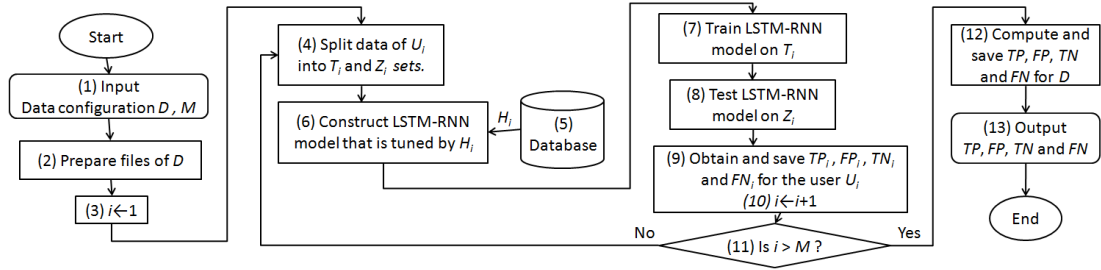 Start
(1) Input
Data configuration D , M
(2) Prepare files of D
(3) i←1
(4) Split data of Ui
into Ti and Zi sets.
(6) Construct LSTM-RNN
model that is tuned by Hi
Hi
(5)
Database
(7) Train LSTM-RNN
model on Ti
(8) Test LSTM-RNN
model on Zi
(9) Obtain and save TPi , FPi , TNi
and FNi for the user Ui
(10) i←i+1
(11) Is i > M ?
No
Yes
(12) Compute and
save TP, FP, TN
and FN for D
(13) Output
TP, FP, TN and FN
End